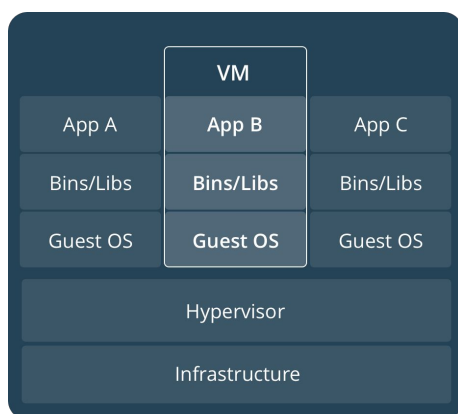 VM
App A App B App C
Bins/Libs Bins/Libs Bins/Libs
Guest OS Guest OS Guest OS
Hypervisor
Infrastructure